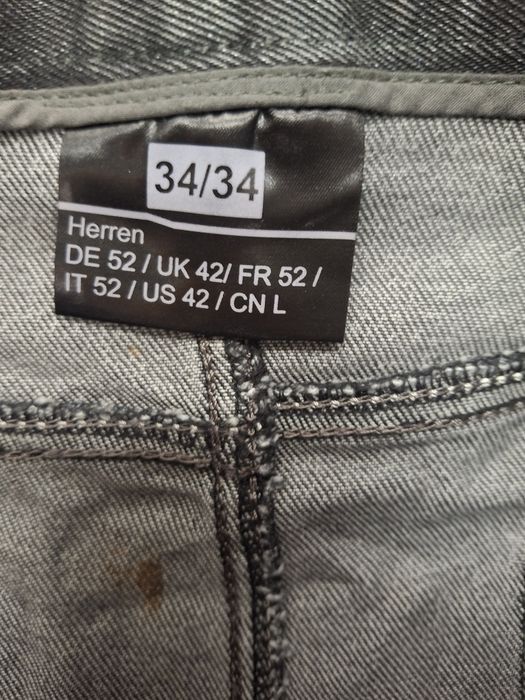 34/34
Herren
DE 52 / UK 42/ FR 52 /
IT 52 / US 42 / CN L